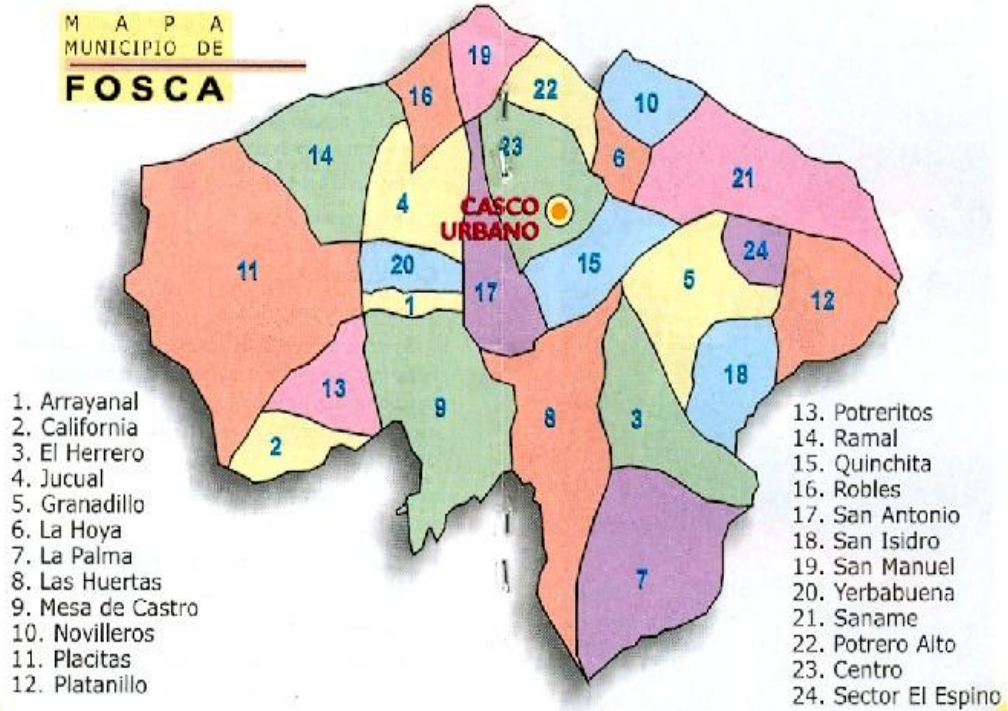 MAPA
MUNICIPIO DE
FOSCA
19
22
16
10
23
14
6
21
4
CASCO
URBANO
24
20
15
11
17
5
12
1
18
13
9
8
3
2
7
1. Arrayanal
2. California
3. El Herrero
4. Jucual
5. Granadillo
6. La Hoya
7. La Palma
8. Las Huertas
9. Mesa de Castro
10. Novilleros
11. Placitas
12. Platanillo
13. Potreritos
14. Ramal
15. Quinchita
16. Robles
17. San Antonio
18. San Isidro
19. San Manuel
20. Yerbabuena
21. Saname
22. Potrero Alto
23. Centro
24. Sector El Espino